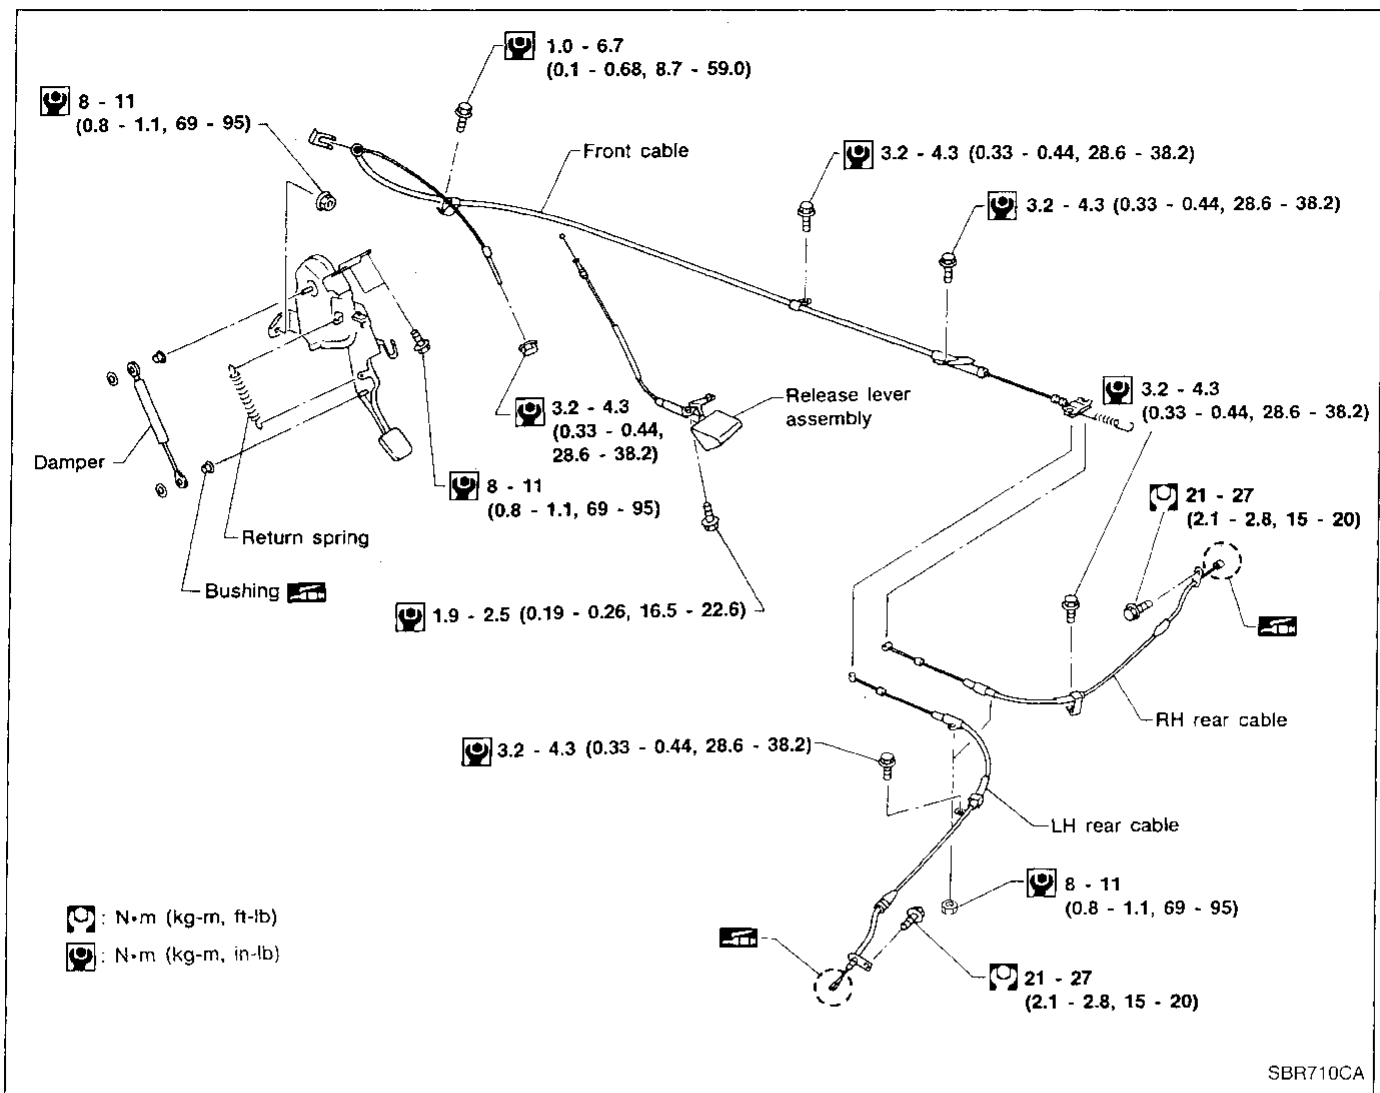 1.0 - 6.7
(0.1 - 0.68, 8.7 - 59.0)
8 - 11
(0.8 - 1.1, 69 - 95)
Front cable
3.2 - 4.3 (0.33 - 0.44, 28.6 - 38.2)
3.2 - 4.3 (0.33 - 0.44, 28.6 - 38.2)
3.2 - 4.3
(0.33 - 0.44, 28.6 - 38.2)
Release lever
assembly
3.2 - 4.3
(0.33 - 0.44,
28.6 - 38.2)
Damper
8 - 11
(0.8 - 1.1, 69 - 95)
21 - 27
(2.1 - 2.8, 15 - 20)
Return spring
Bushing
1.9 - 2.5 (0.19 - 0.26, 16.5 - 22.6)
RH rear cable
3.2 - 4.3 (0.33 - 0.44, 28.6 - 38.2)
LH rear cable
8 - 11
(0.8 - 1.1, 69 - 95)
: N•m (kg-m, ft-lb)
: N•m (kg-m, in-lb)
21 - 27
(2.1 - 2.8, 15 - 20)
SBR710CA